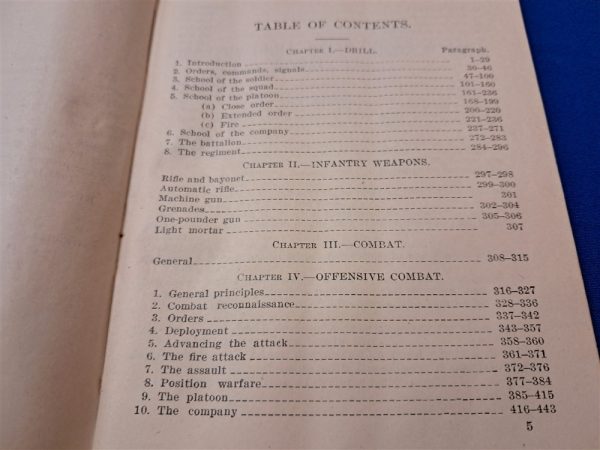 TABLE OF CONTENTS.
CHAPTER I.—DRILL. Paragraph.
1. Introduction 1-29
2. Orders, commands, signals 30-46
3. School of the soldier 47-100
4. School of the squad 101-160
5. School of the platoon 161-236
(a) Close order 168-199
(b) Extended order 200-220
(c) Fire 221-236
6. School of the company 237-271
7. The battalion 272-283
8. The regiment 284-296
CHAPTER II.—INFANTRY WEAPONS.
Rifle and bayonet 297-298
Automatic rifle 299-300
Machine gun 301
Grenades 302-304
One-pounder gun 305-306
Light mortar 307
CHAPTER III.—COMBAT.
General 308-315
CHAPTER IV.—OFFENSIVE COMBAT.
1. General principles 316-327
2. Combat reconnaissance 328-336
3. Orders 337-342
4. Deployment 343-357
5. Advancing the attack 358-360
6. The fire attack 361-371
7. The assault 372-376
8. Position warfare 377-384
9. The platoon 385-415
10. The company 416-443
5